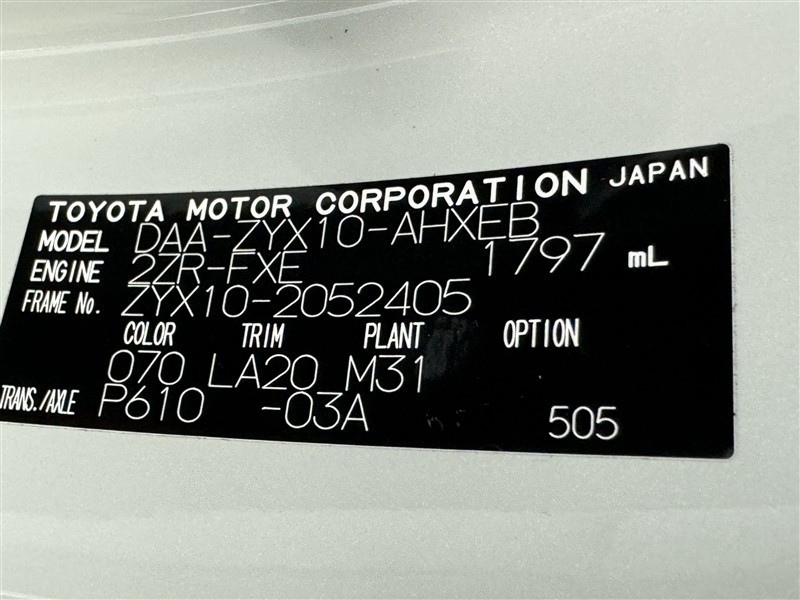 TOYOTA MOTOR CORPORATION JAPAN
MODEL DAA-ZYX10-AHXEB
ENGINE 2ZR-FXE 1797 mL
FRAME No. ZYX10-2052405
COLOR TRIM PLANT OPTION
070 LA20 M31
TRANS./AXLE P610 -03A 505